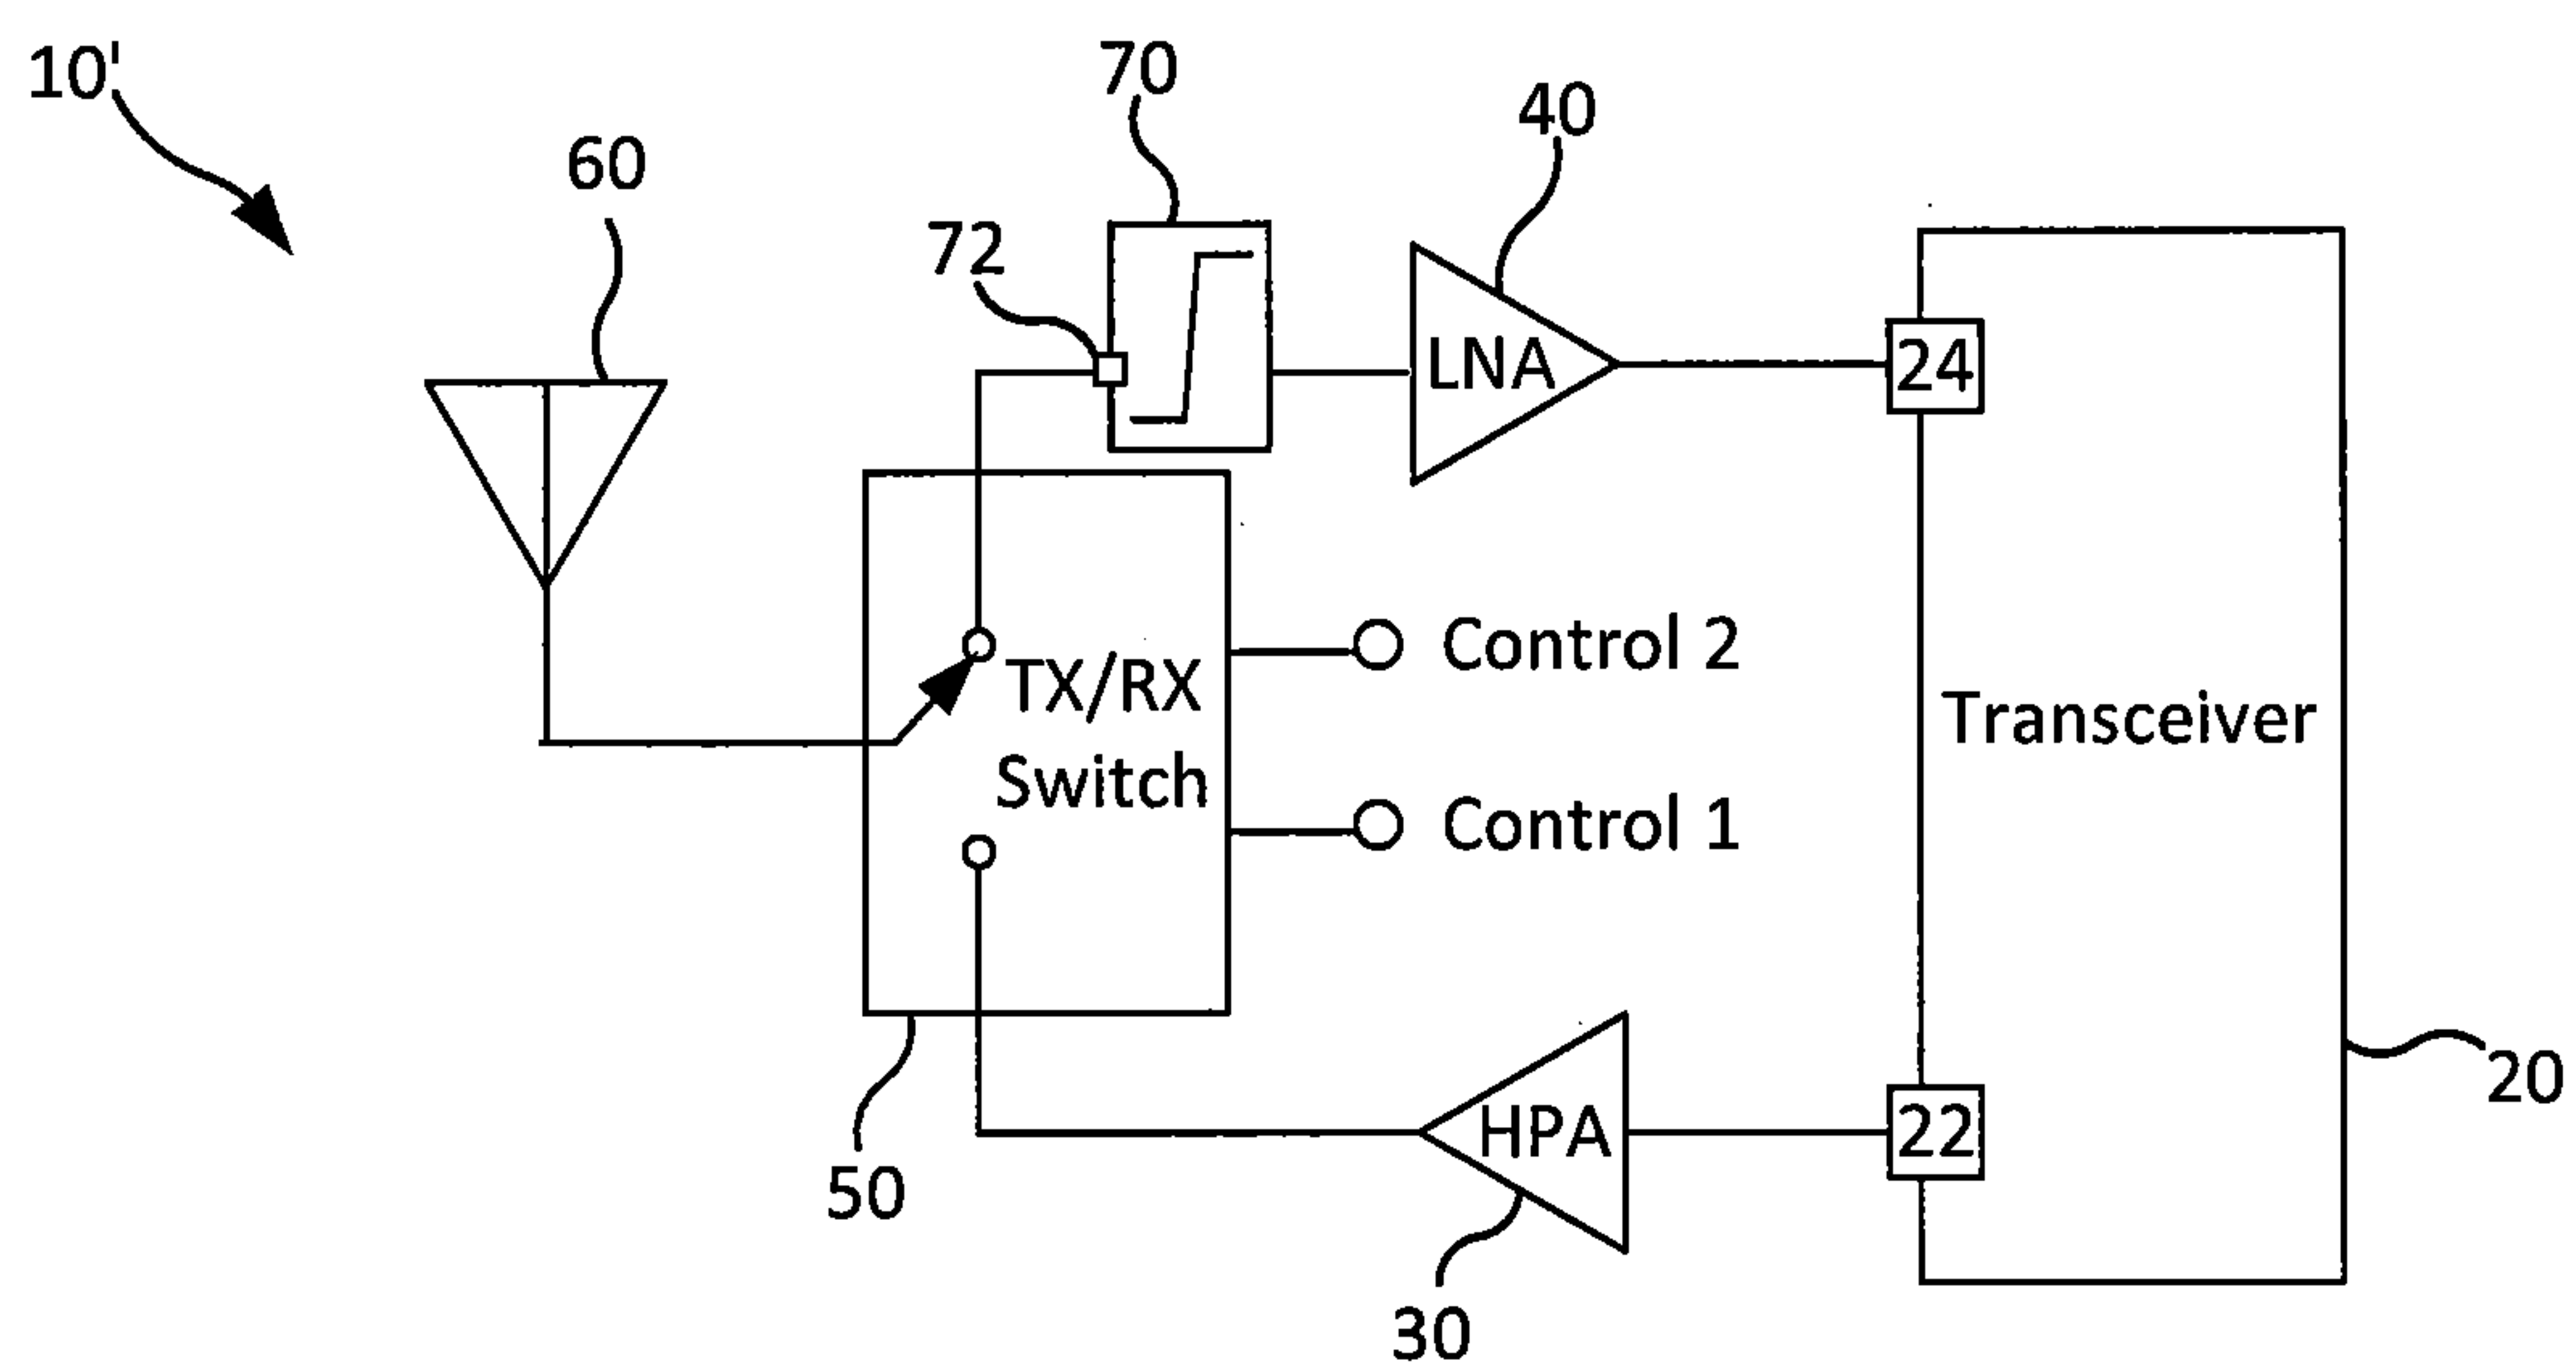 10'
70
40
60
72
LNA
24
Control 2
TX/RX
Switch
Transceiver
Control 1
20
HPA
22
50
30